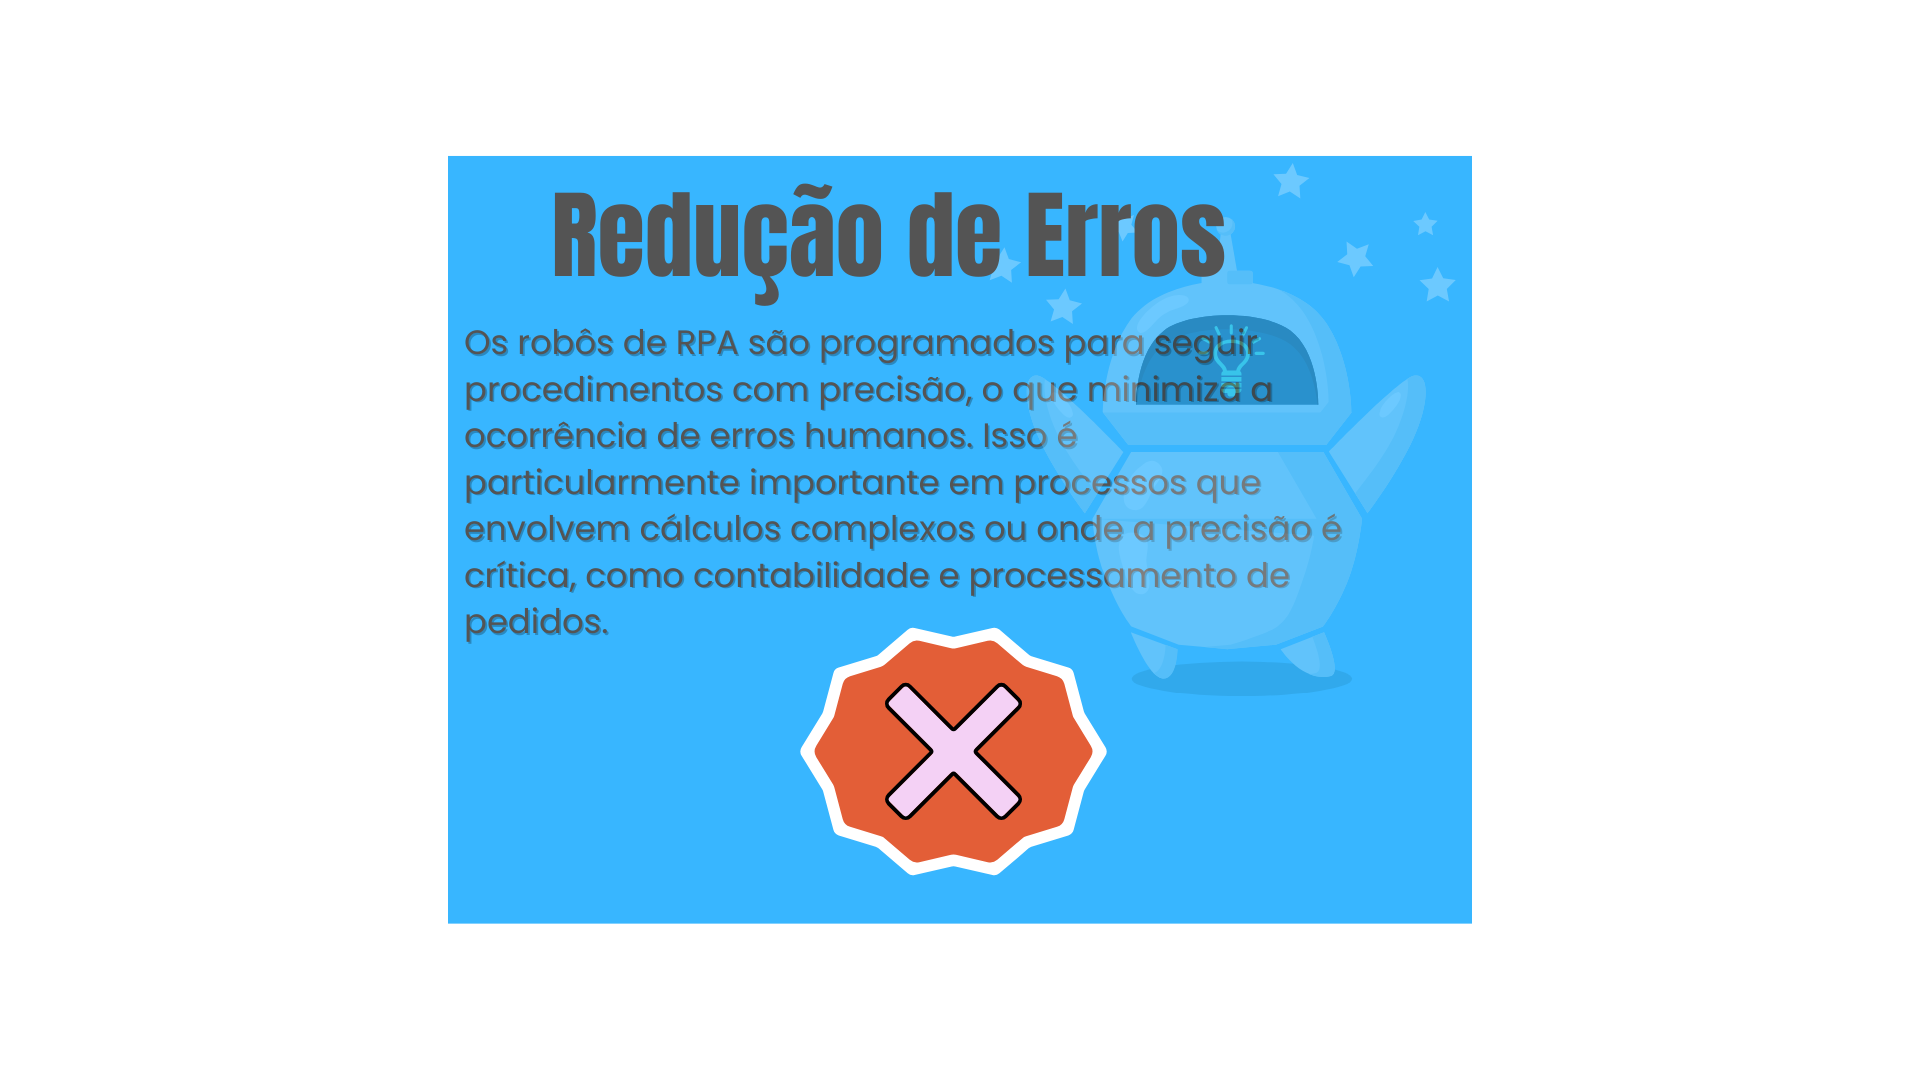 Redução de Erros
Os robôs de RPA são programados para seguir
procedimentos com precisão, o que minimiza a
ocorrência de erros humanos. Isso é
particularmente importante em processos que
envolvem cálculos complexos ou onde a precisão é
crítica, como contabilidade e processamento de
pedidos.